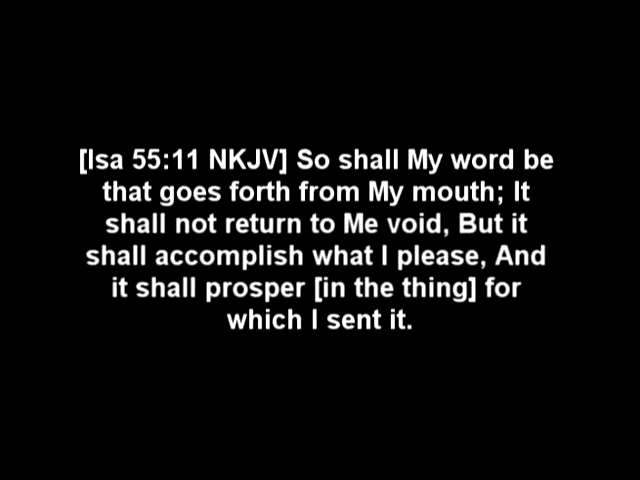 [Isa 55:11 NKJV] So shall My word be
that goes forth from My mouth; It
shall not return to Me void, But it
shall accomplish what I please, And
it shall prosper [in the thing] for
which I sent it.